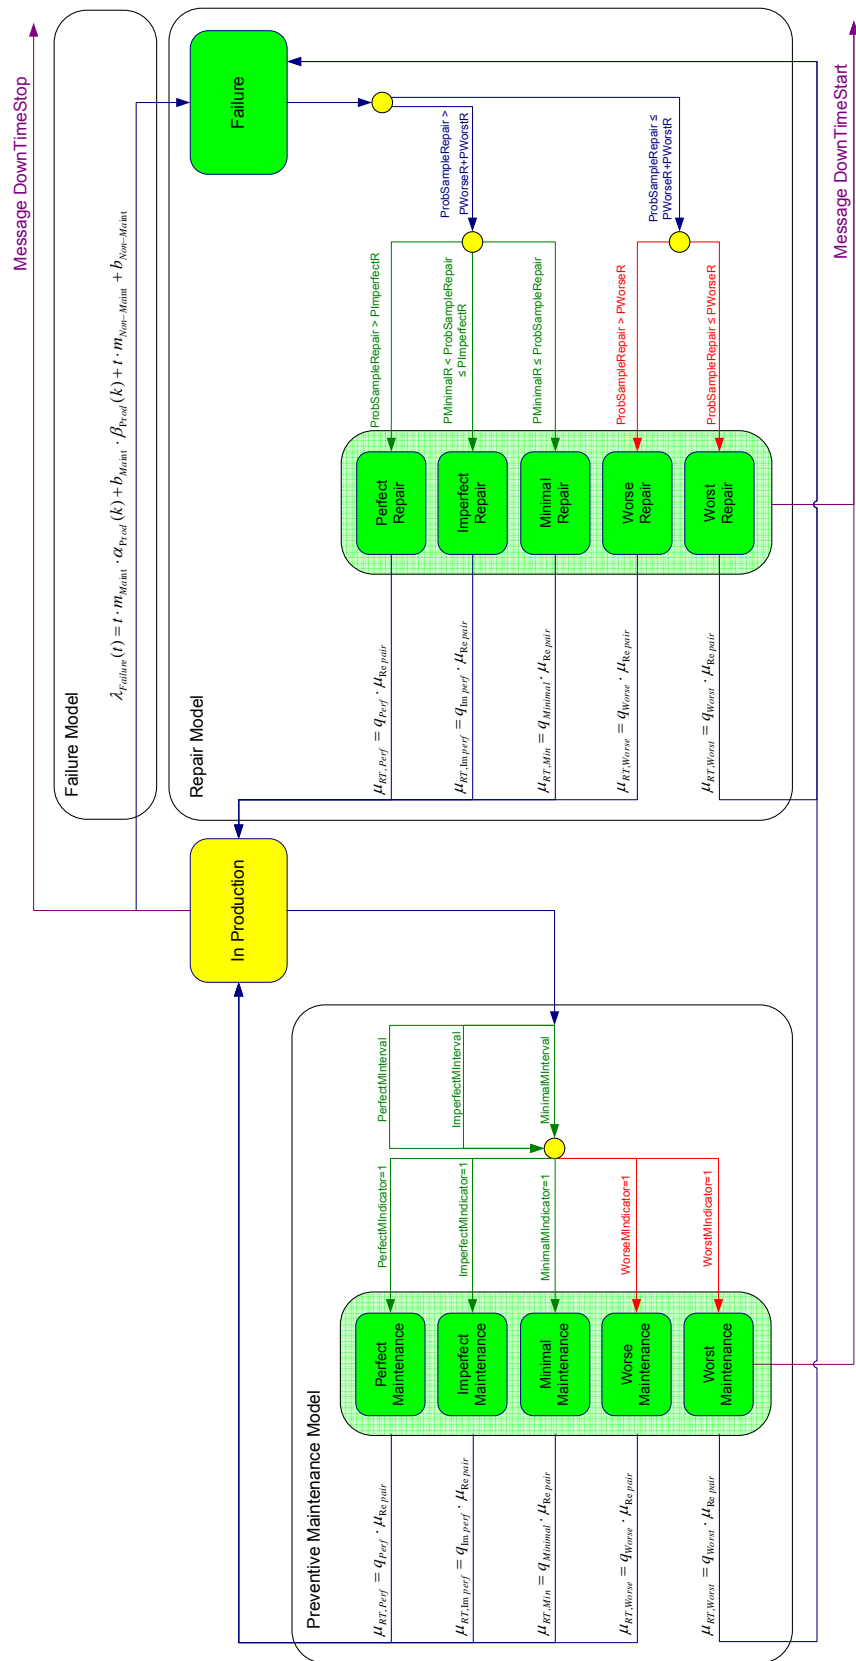 Message DownTimeStop
Failure Model
λ_Failure(t) = t · m_Maint · α_Prod(k) + b_Maint · β_Prod(k) + t · m_Non-Maint + b_Non-Maint
Repair Model
Failure
ProbSampleRepair >
PWorseR+PWorstR
ProbSampleRepair ≤
PWorseR+PWorstR
ProbSampleRepair > PImperfectR
PMinimalR < ProbSampleRepair
≤ PImperfectR
PMinimalR ≤ ProbSampleRepair
ProbSampleRepair > PWorseR
ProbSampleRepair ≤ PWorseR
Perfect
Repair
Imperfect
Repair
Minimal
Repair
Worse
Repair
Worst
Repair
μ_RT,Perf = q_Perf · μ_Repair
μ_RT,Imperf = q_Imperf · μ_Repair
μ_RT,Min = q_Minimal · μ_Repair
μ_RT,Worse = q_Worse · μ_Repair
μ_RT,Worst = q_Worst · μ_Repair
In Production
Message DownTimeStart
Preventive Maintenance Model
PerfectMInterval
ImperfectMInterval
MinimalMInterval
PerfectMIndicator=1
ImperfectMIndicator=1
MinimalMIndicator=1
WorseMIndicator=1
WorstMIndicator=1
Perfect
Maintenance
Imperfect
Maintenance
Minimal
Maintenance
Worse
Maintenance
Worst
Maintenance
μ_RT,Perf = q_Perf · μ_Repair
μ_RT,Imperf = q_Imperf · μ_Repair
μ_RT,Min = q_Minimal · μ_Repair
μ_RT,Worse = q_Worse · μ_Repair
μ_RT,Worst = q_Worst · μ_Repair